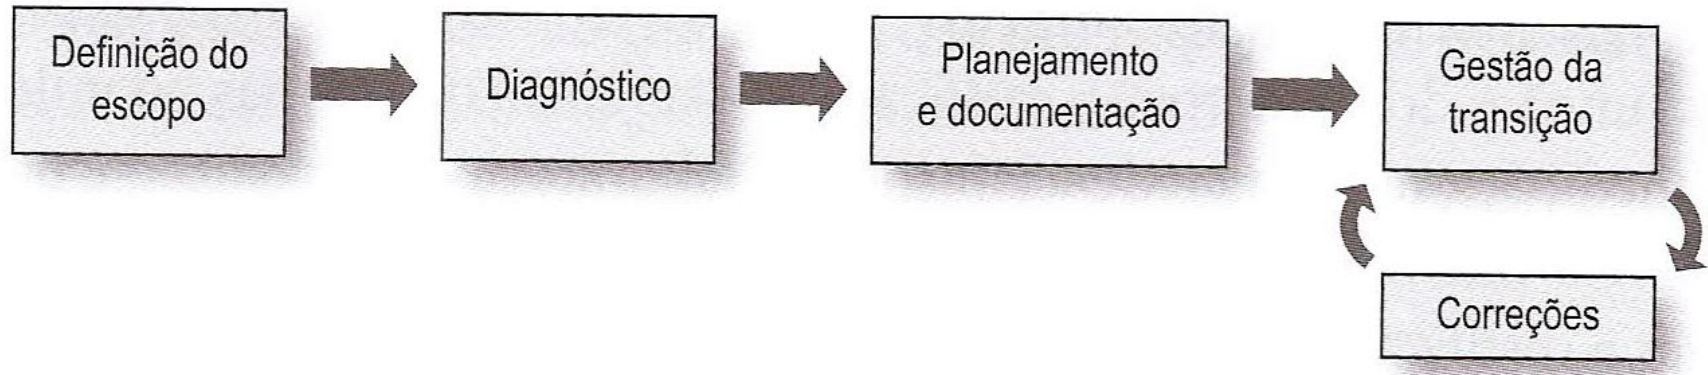 Definição do
escopo
Diagnóstico
Planejamento
e documentação
Gestão da
transição
Correções